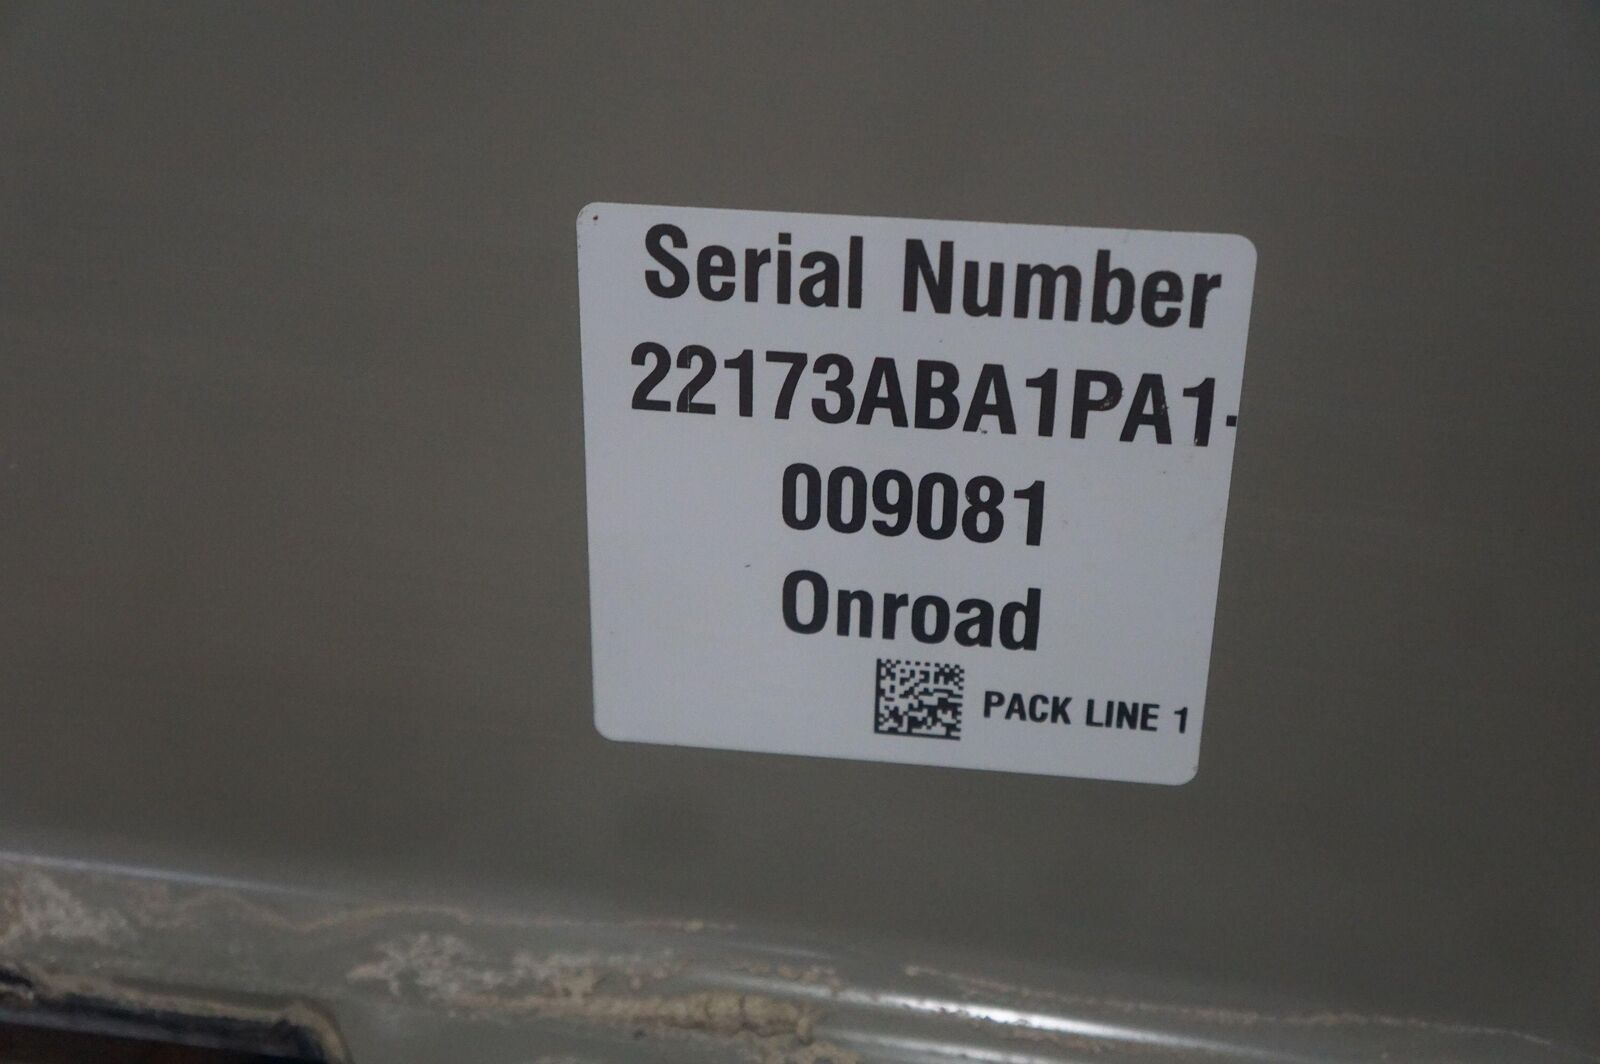 Serial Number
22173ABA1PA1-
009081
Onroad
PACK LINE 1